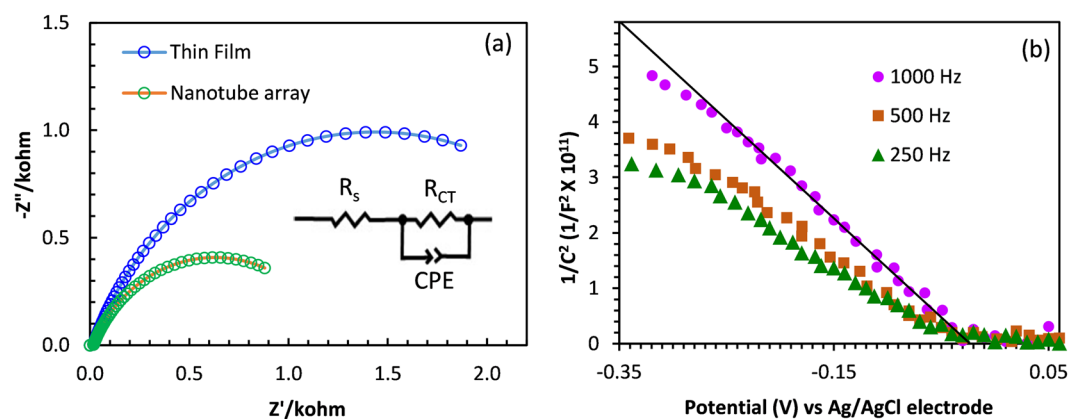 (a)
Thin Film
Nanotube array
1.5
1.0
0.5
0.0
-Z"/kohm
R_S
R_CT
CPE
0.0 0.5 1.0 1.5 2.0
Z'/kohm
(b)
1000 Hz
500 Hz
250 Hz
5
4
3
2
1
0
1/C² (1/F² X 10¹¹)
-0.35 -0.15 0.05
Potential (V) vs Ag/AgCl electrode